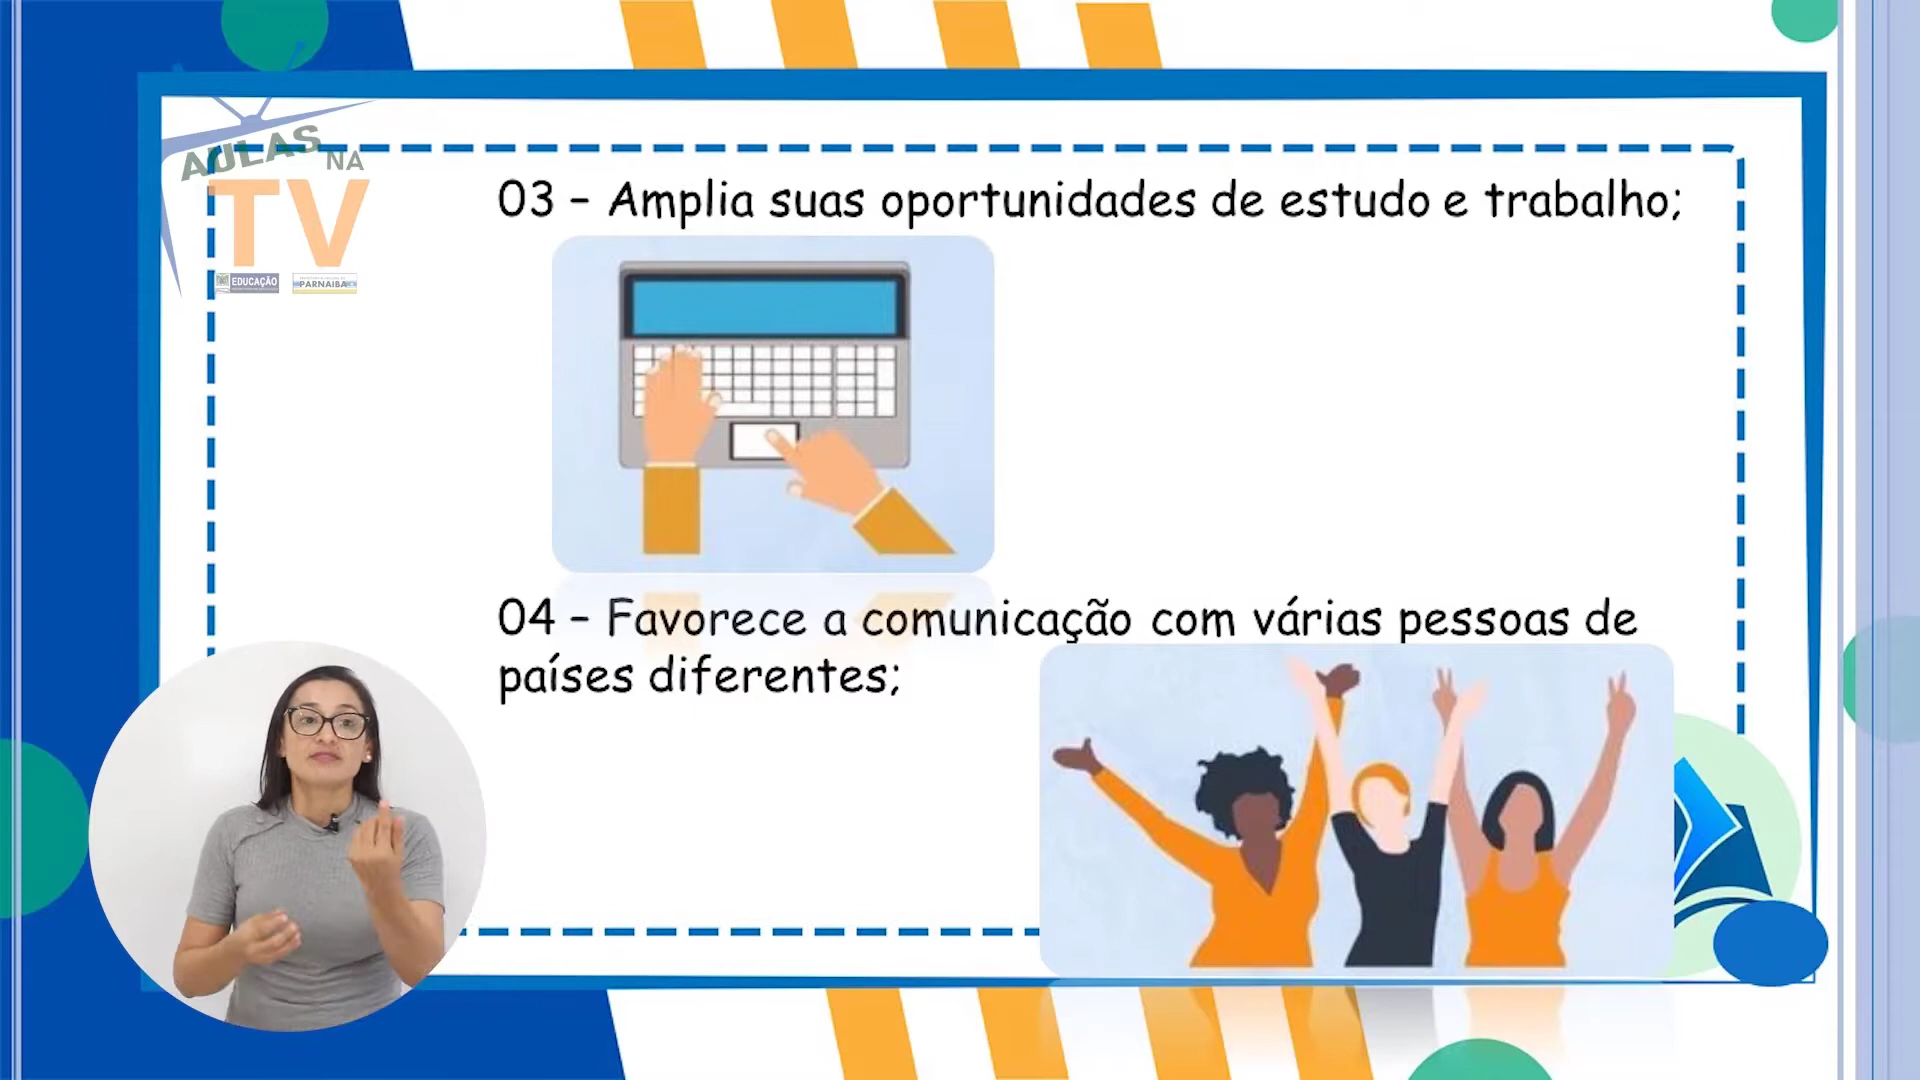 AULAS NA
TV
EDUCAÇÃO
PARNAIBA
03 – Amplia suas oportunidades de estudo e trabalho;
04 – Favorece a comunicação com várias pessoas de
países diferentes;